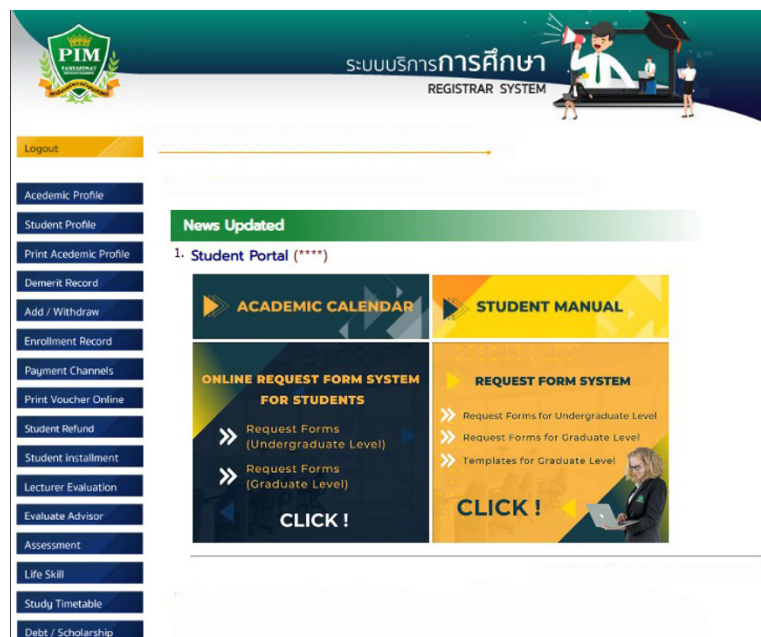 PIM
PANYAPIWAT
ระบบบริการการศึกษา
REGISTRAR SYSTEM
Logout
Acedemic Profile
Student Profile
Print Acedemic Profile
Demerit Record
Add / Withdraw
Enrollment Record
Payment Channels
Print Voucher Online
Student Refund
Student installment
Lecturer Evaluation
Evaluate Advisor
Assessment
Life Skill
Study Timetable
Debt / Scholarship
News Updated
1. Student Portal (****)
ACADEMIC CALENDAR
STUDENT MANUAL
ONLINE REQUEST FORM SYSTEM
FOR STUDENTS
Request Forms
(Undergraduate Level)
Request Forms
(Graduate Level)
CLICK !
REQUEST FORM SYSTEM
Request Forms for Undergraduate Level
Request Forms for Graduate Level
Templates for Graduate Level
CLICK !